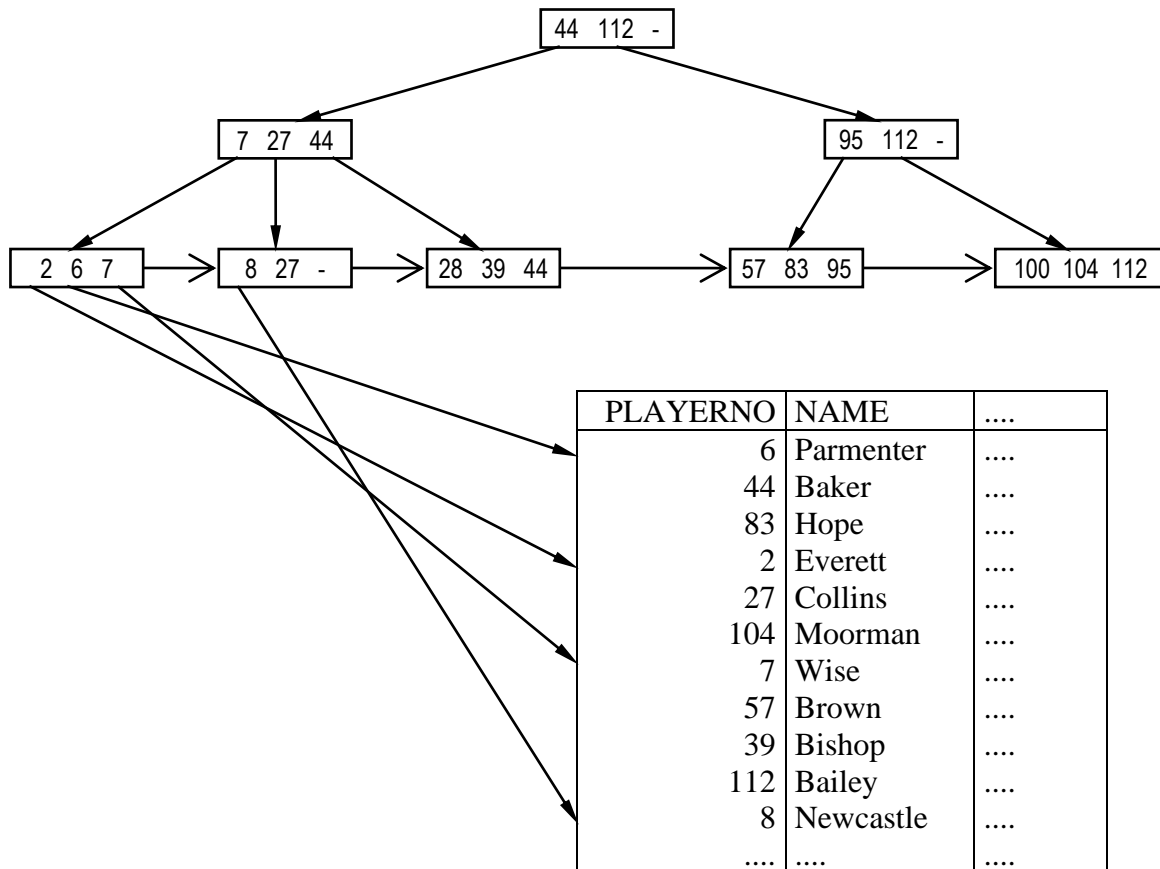 44 112 -
7 27 44
95 112 -
2 6 7
8 27 -
28 39 44
57 83 95
100 104 112
PLAYERNO NAME ....
6 Parmenter ....
44 Baker ....
83 Hope ....
2 Everett ....
27 Collins ....
104 Moorman ....
7 Wise ....
57 Brown ....
39 Bishop ....
112 Bailey ....
8 Newcastle ....
.... .... ....